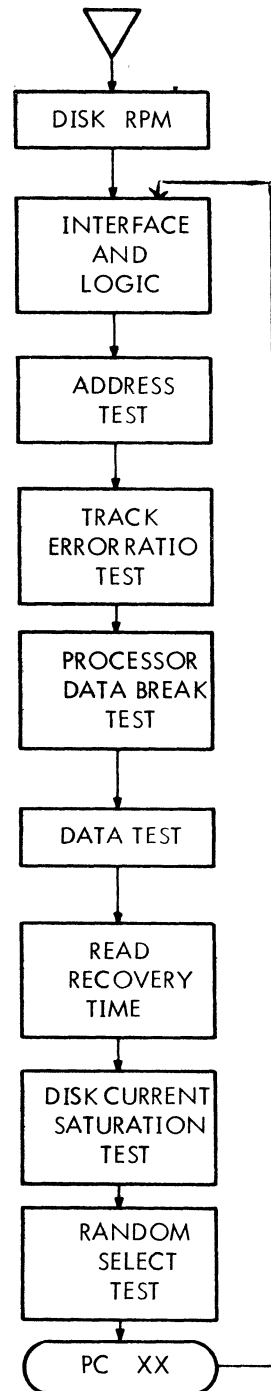 DISK RPM
INTERFACE
AND
LOGIC
ADDRESS
TEST
TRACK
ERROR RATIO
TEST
PROCESSOR
DATA BREAK
TEST
DATA TEST
READ
RECOVERY
TIME
DISK CURRENT
SATURATION
TEST
RANDOM
SELECT
TEST
PC XX